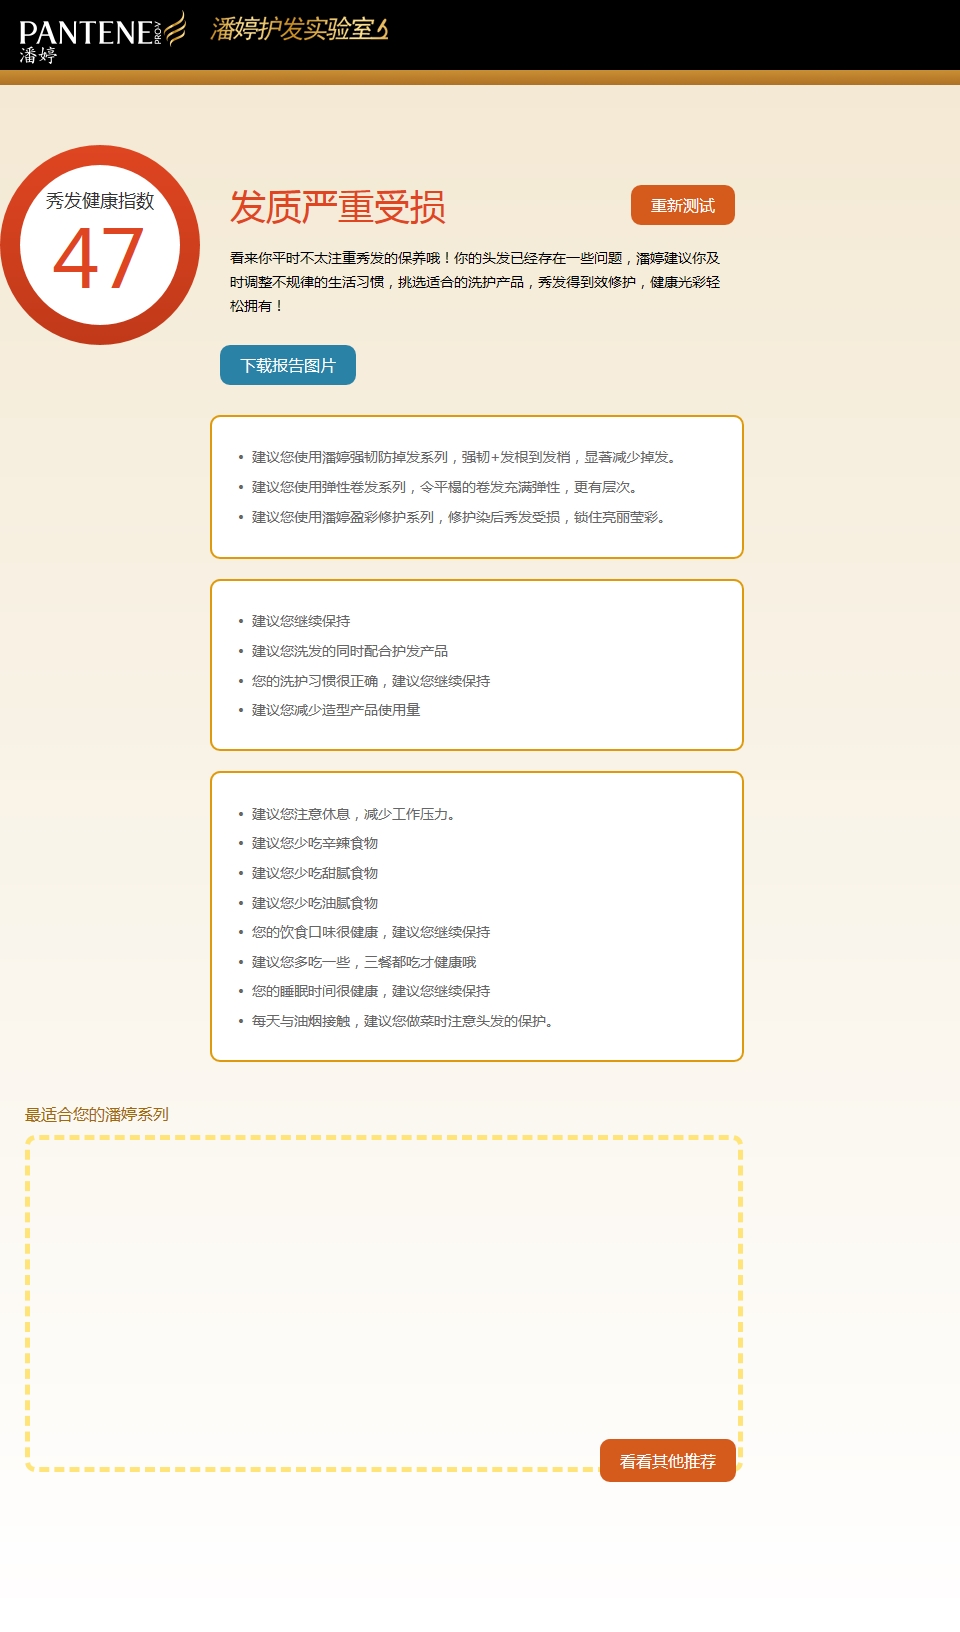 PANTENE PRO-V
潘婷
潘婷护发实验室
秀发健康指数
47
发质严重受损
重新测试
看来你平时不太注重秀发的保养哦！你的头发已经存在一些问题，潘婷建议你及
时调整不规律的生活习惯，挑选适合的洗护产品，秀发得到效修护，健康光彩轻
松拥有！
下载报告图片
• 建议您使用潘婷强韧防掉发系列，强韧+发根到发梢，显著减少掉发。
• 建议您使用弹性卷发系列，令平榻的卷发充满弹性，更有层次。
• 建议您使用潘婷盈彩修护系列，修护染后秀发受损，锁住亮丽莹彩。
• 建议您继续保持
• 建议您洗发的同时配合护发产品
• 您的洗护习惯很正确，建议您继续保持
• 建议您减少造型产品使用量
• 建议您注意休息，减少工作压力。
• 建议您少吃辛辣食物
• 建议您少吃甜腻食物
• 建议您少吃油腻食物
• 您的饮食口味很健康，建议您继续保持
• 建议您多吃一些，三餐都吃才健康哦
• 您的睡眠时间很健康，建议您继续保持
• 每天与油烟接触，建议您做菜时注意头发的保护。
最适合您的潘婷系列
看看其他推荐